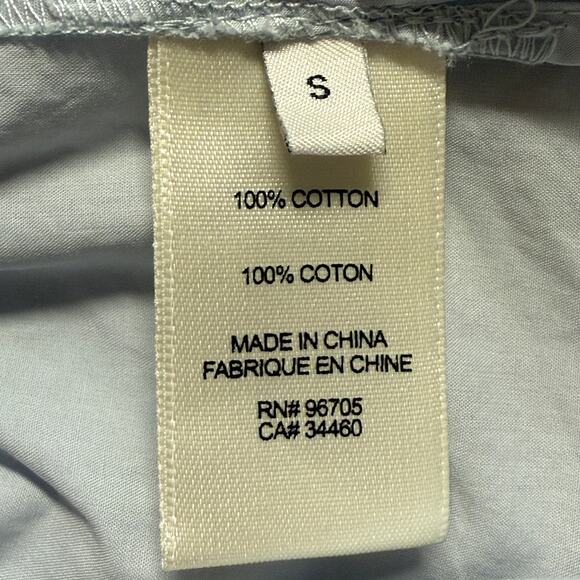 S
100% COTTON
100% COTON
MADE IN CHINA
FABRIQUE EN CHINE
RN# 96705
CA# 34460